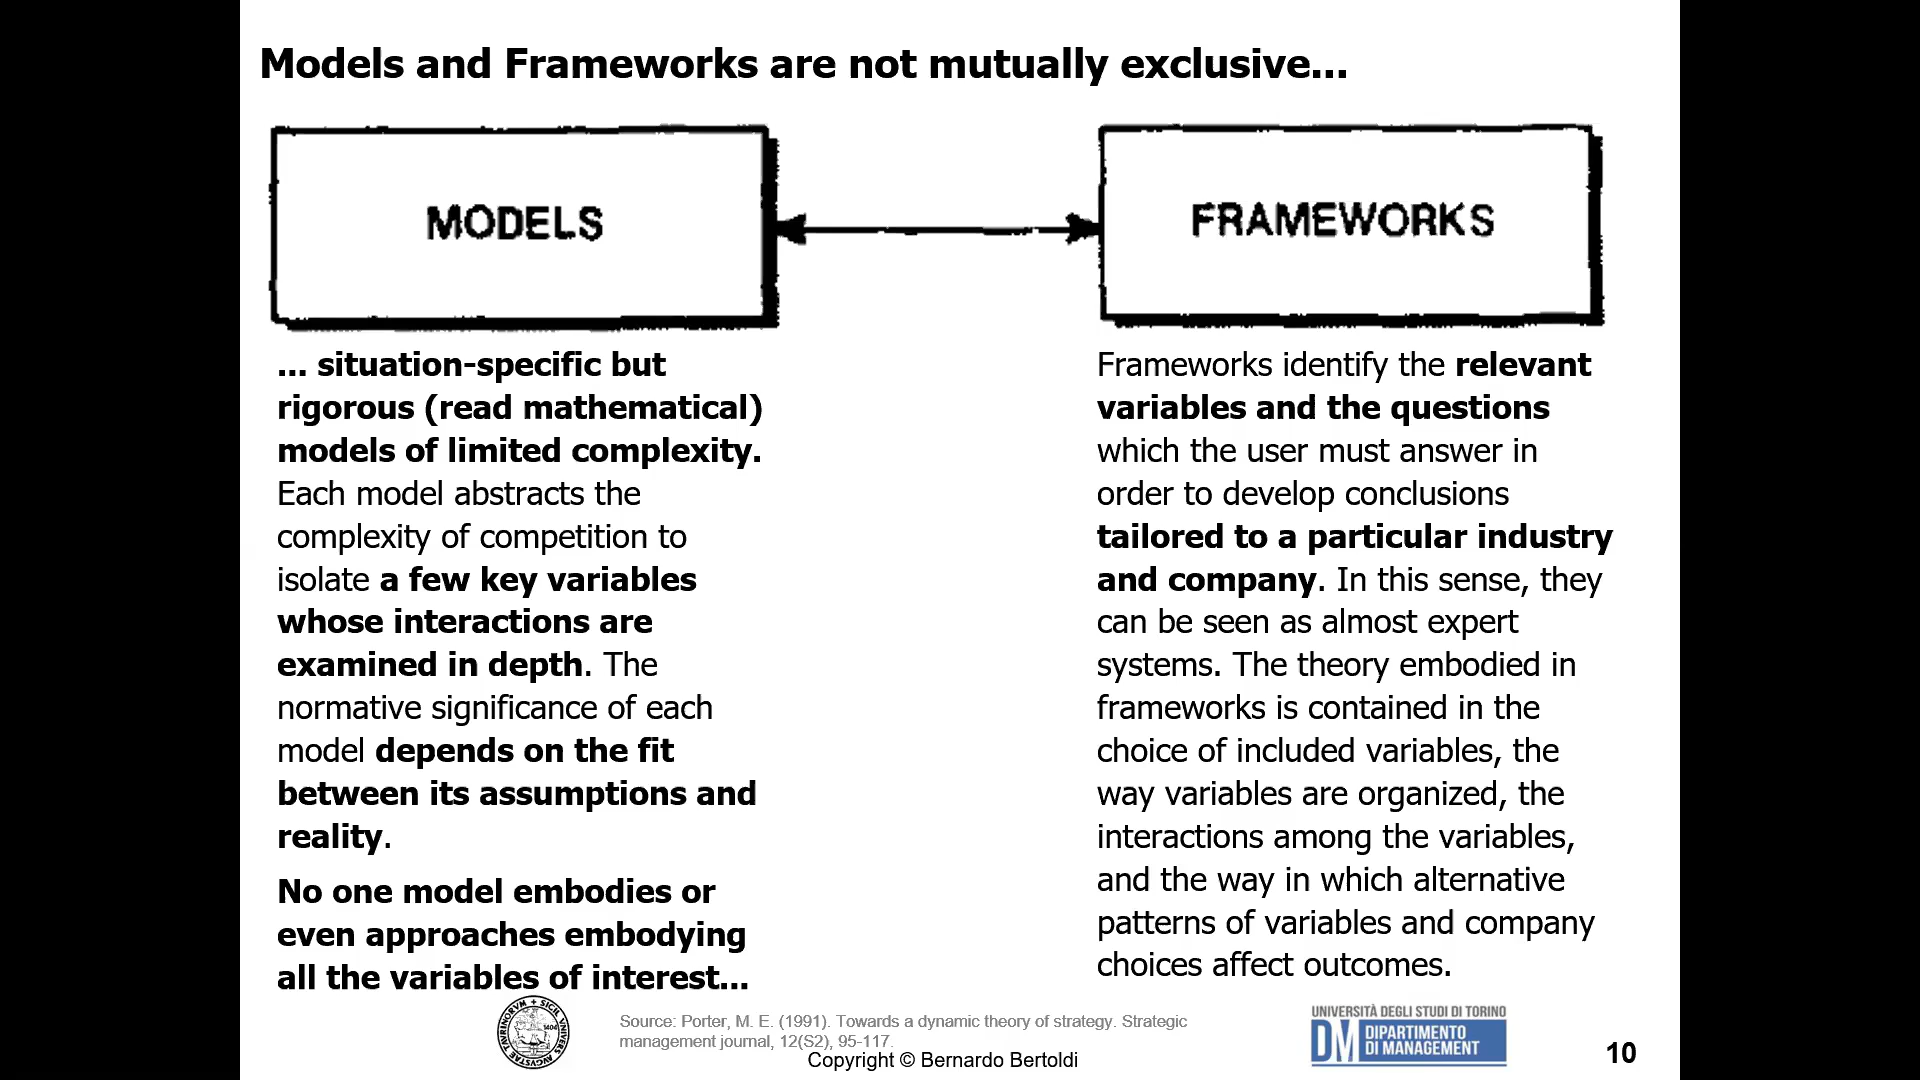 Models and Frameworks are not mutually exclusive...
MODELS
FRAMEWORKS
... situation-specific but
rigorous (read mathematical)
models of limited complexity.
Each model abstracts the
complexity of competition to
isolate a few key variables
whose interactions are
examined in depth. The
normative significance of each
model depends on the fit
between its assumptions and
reality.
No one model embodies or
even approaches embodying
all the variables of interest...
Frameworks identify the relevant
variables and the questions
which the user must answer in
order to develop conclusions
tailored to a particular industry
and company. In this sense, they
can be seen as almost expert
systems. The theory embodied in
frameworks is contained in the
choice of included variables, the
way variables are organized, the
interactions among the variables,
and the way in which alternative
patterns of variables and company
choices affect outcomes.
1404
Source: Porter, M. E. (1991). Towards a dynamic theory of strategy. Strategic
management journal, 12(S2), 95-117.
Copyright © Bernardo Bertoldi
UNIVERSITÀ DEGLI STUDI DI TORINO
DM DIPARTIMENTO
DI MANAGEMENT
10